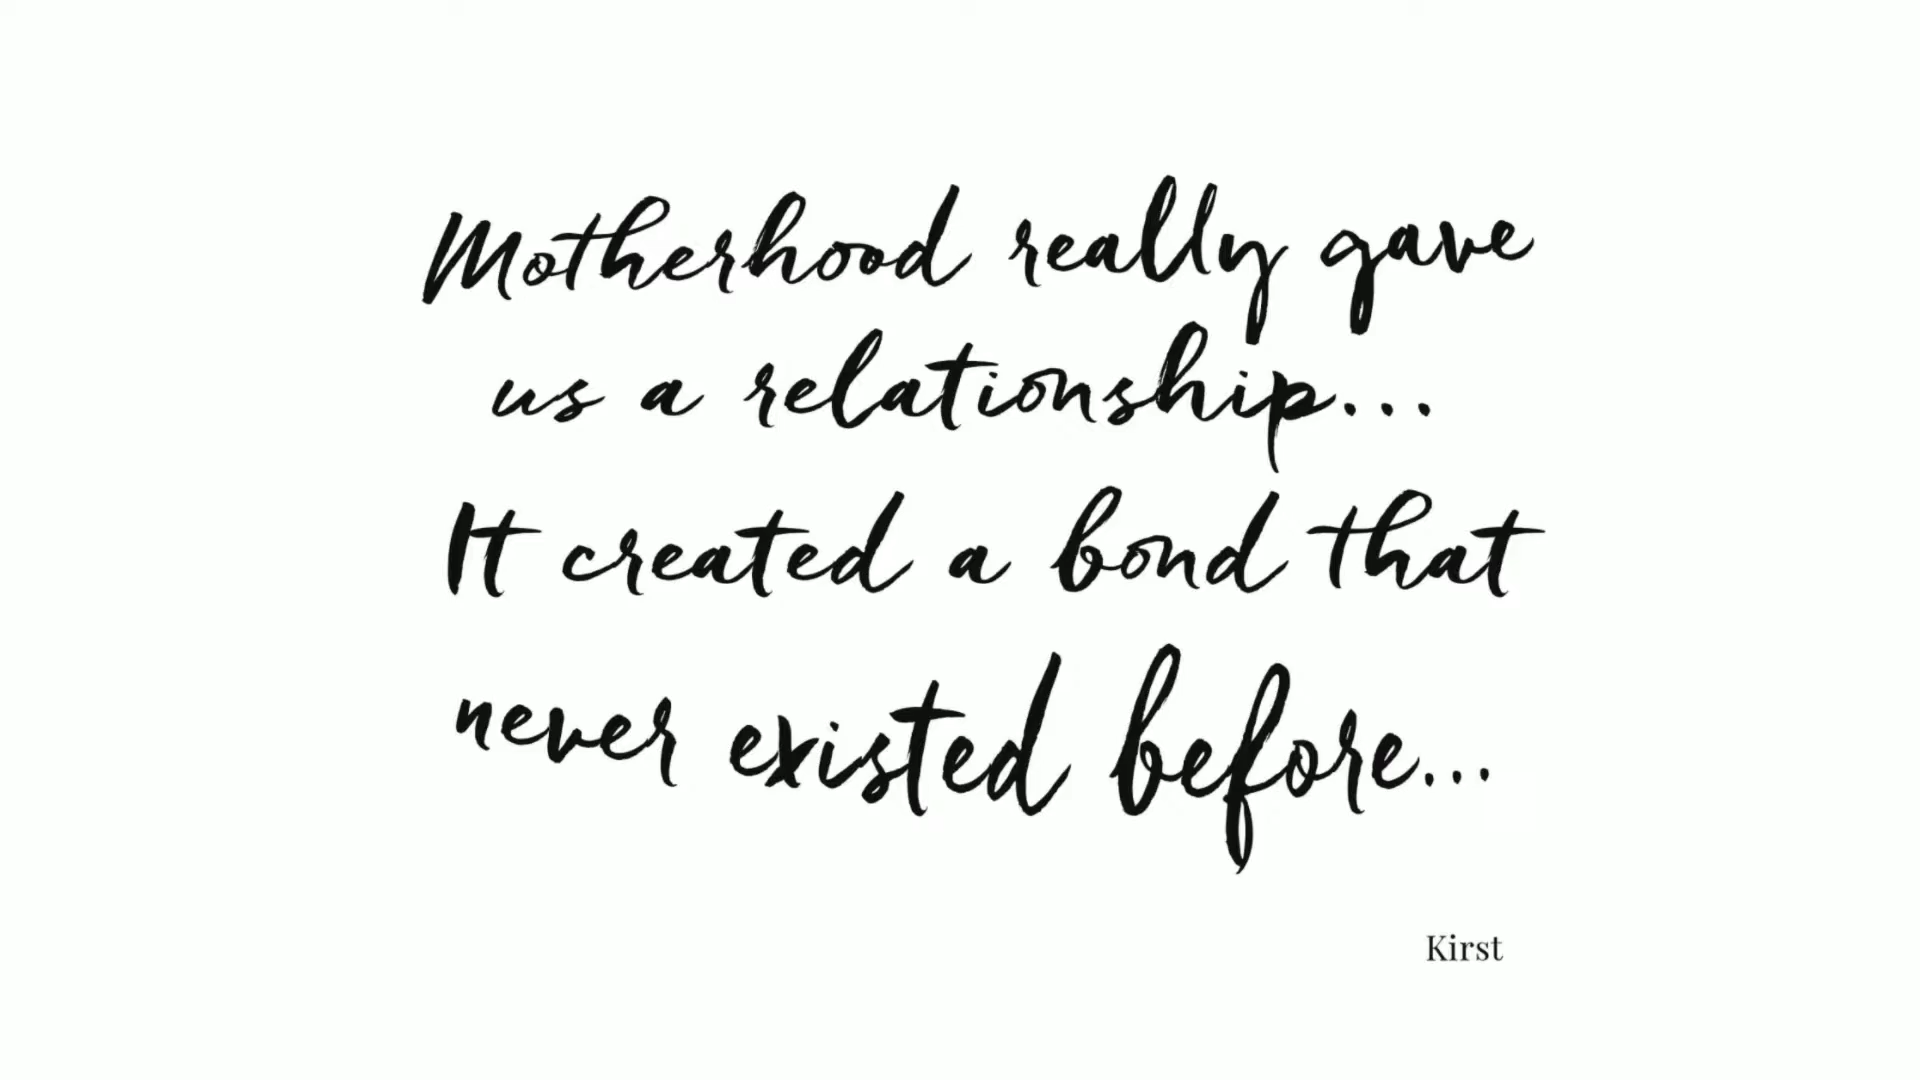 Motherhood really gave
us a relationship...
It created a bond that
never existed before...
Kirst